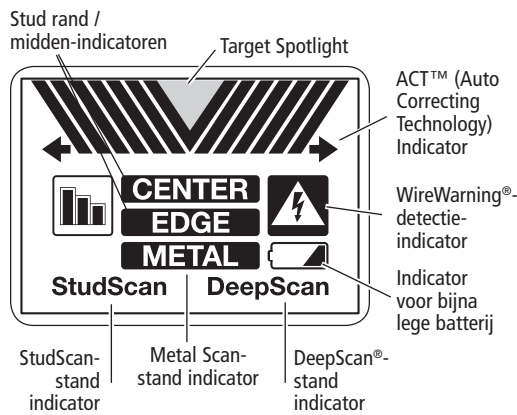 Stud rand /
midden-indicatoren
Target Spotlight
ACT™ (Auto
Correcting
Technology)
Indicator
CENTER
EDGE
METAL
StudScan DeepScan
WireWarning®-
detectie-
indicator
Indicator
voor bijna
lege batterij
StudScan-
stand
indicator
Metal Scan-
stand indicator
DeepScan®-
stand
indicator